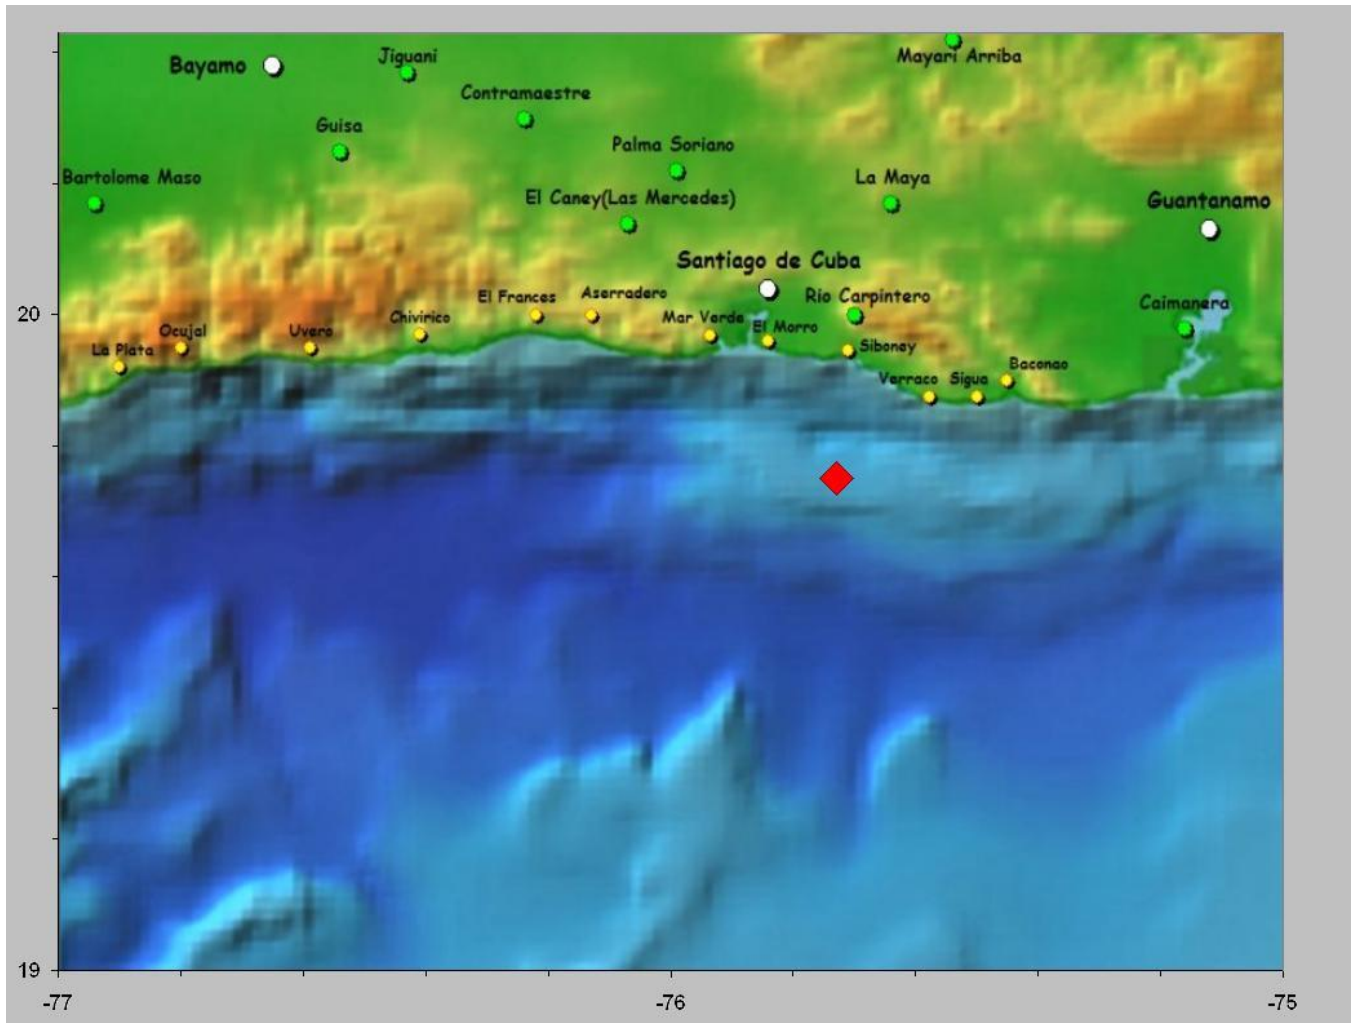 Bayamo
Jiguani
Mayari Arriba
Contramaestre
Guisa
Palma Soriano
Bartolome Maso
La Maya
El Caney(Las Mercedes)
Guantanamo
Santiago de Cuba
El Frances
Aserradero
Rio Carpintero
Caimanera
20
Ocujal
Uvero
Chivirico
Mar Verde
El Morro
La Plata
Siboney
Verraco
Sigua
Baconao
19
-77
-76
-75